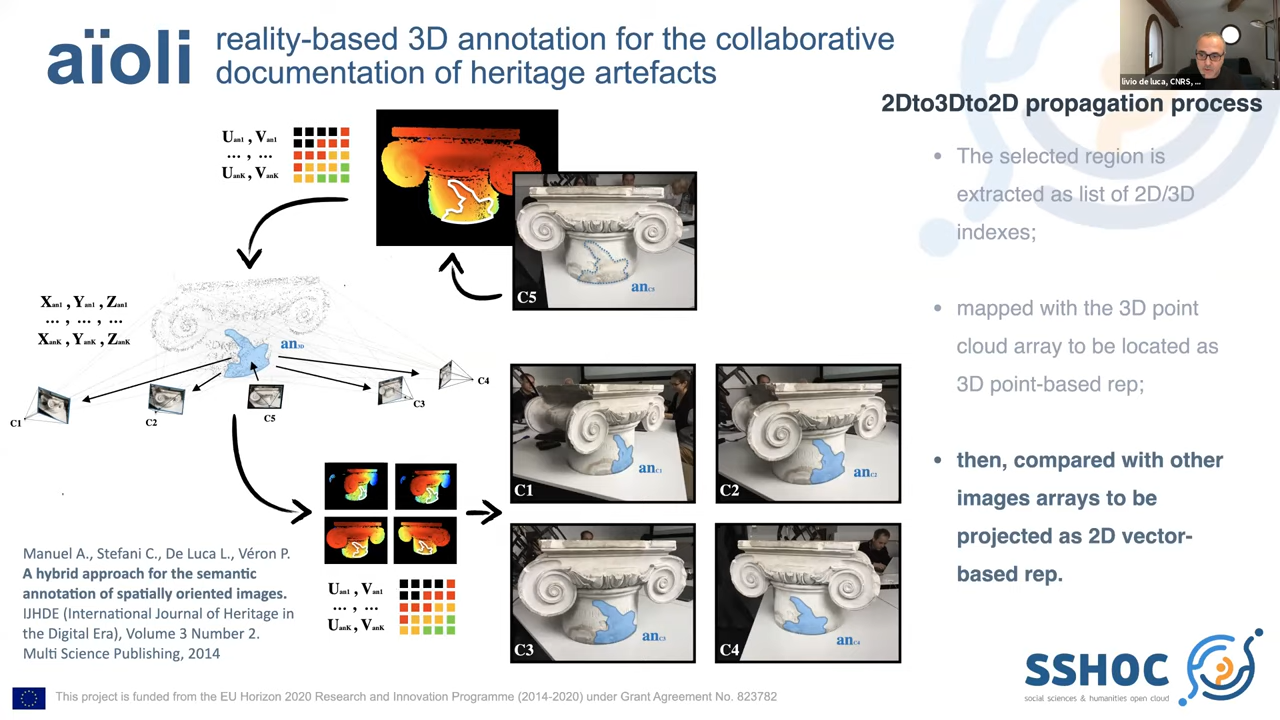 aïoli
reality-based 3D annotation for the collaborative
documentation of heritage artefacts
livio de luca, CNRS, ...
2Dto3Dto2D propagation process
• The selected region is
extracted as list of 2D/3D
indexes;
• mapped with the 3D point
cloud array to be located as
3D point-based rep;
• then, compared with other
images arrays to be
projected as 2D vector-
based rep.
Uan1 , Van1
... , ...
UanK , VanK
C5
anC5
Xan1 , Yan1 , Zan1
... , ... , ...
XanK , YanK , ZanK
an3D
C1
C2
C5
C3
C4
Uan1 , Van1
... , ...
UanK , VanK
C1
anC1
C2
anC2
C3
anC3
C4
anC4
Manuel A., Stefani C., De Luca L., Véron P.
A hybrid approach for the semantic
annotation of spatially oriented images.
IJHDE (International Journal of Heritage in
the Digital Era), Volume 3 Number 2.
Multi Science Publishing, 2014
SSHOC
social sciences & humanities open cloud
This project is funded from the EU Horizon 2020 Research and Innovation Programme (2014-2020) under Grant Agreement No. 823782